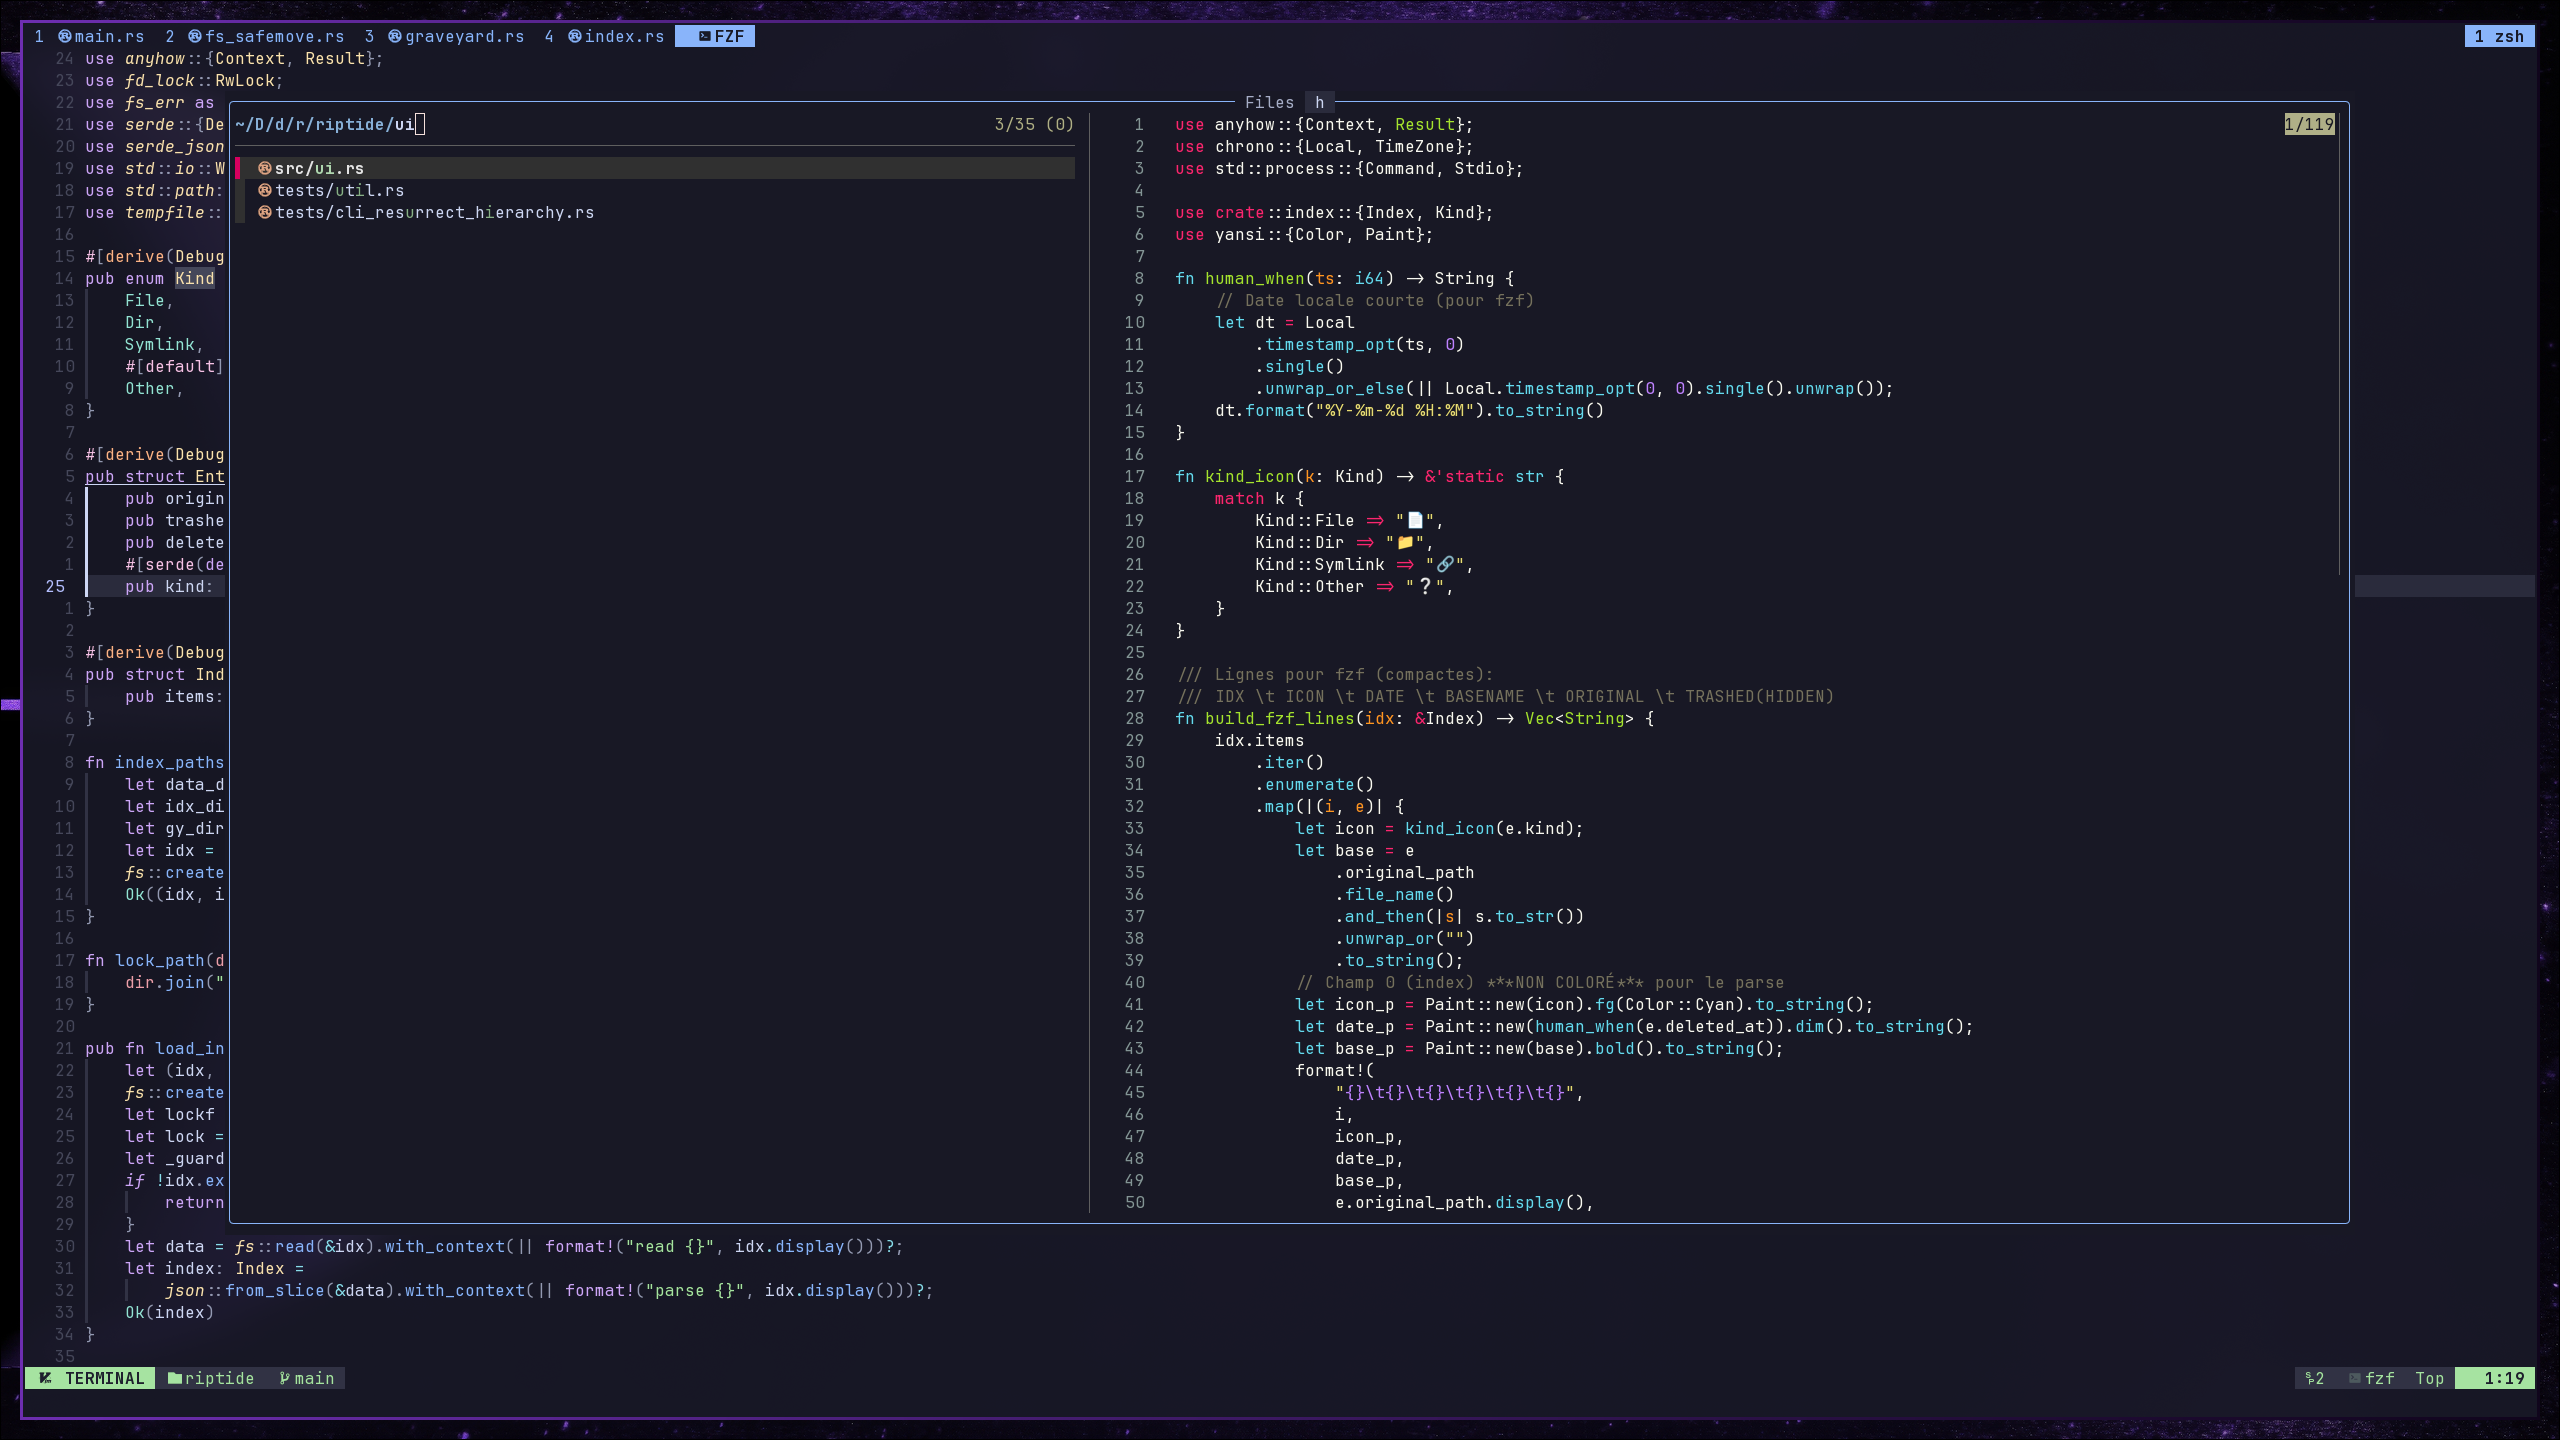 1 main.rs 2 fs_safemove.rs 3 graveyard.rs 4 index.rs FZF 1 zsh
24 use anyhow::{Context, Result};
23 use fd_lock::RwLock;
22 use fs_err as
21 use serde::{De
20 use serde_json
19 use std::io::W
18 use std::path:
17 use tempfile::
16
15 #[derive(Debug
14 pub enum Kind
13 File,
12 Dir,
11 Symlink,
10 #[default]
9 Other,
8 }
7
6 #[derive(Debug
5 pub struct Ent
4 pub origin
3 pub trashe
2 pub delete
1 #[serde(de
25 pub kind:
1 }
2
3 #[derive(Debug
4 pub struct Ind
5 pub items:
6 }
7
8 fn index_paths
9 let data_d
10 let idx_di
11 let gy_dir
12 let idx =
13 fs::create
14 Ok((idx, i
15 }
16
17 fn lock_path(d
18 dir.join("
19 }
20
21 pub fn load_in
22 let (idx,
23 fs::create
24 let lockf
25 let lock =
26 let _guard
27 if !idx.ex
28 return
29 }
30 let data = fs::read(&idx).with_context(|| format!("read {}", idx.display()))?;
31 let index: Index =
32 json::from_slice(&data).with_context(|| format!("parse {}", idx.display()))?;
33 Ok(index)
34 }
35
Files h
~/D/d/r/riptide/ui 3/35 (0)
src/ui.rs
tests/util.rs
tests/cli_resurrect_hierarchy.rs
1/119
1 use anyhow::{Context, Result};
2 use chrono::{Local, TimeZone};
3 use std::process::{Command, Stdio};
4
5 use crate::index::{Index, Kind};
6 use yansi::{Color, Paint};
7
8 fn human_when(ts: i64) -> String {
9 // Date locale courte (pour fzf)
10 let dt = Local
11 .timestamp_opt(ts, 0)
12 .single()
13 .unwrap_or_else(|| Local.timestamp_opt(0, 0).single().unwrap());
14 dt.format("%Y-%m-%d %H:%M").to_string()
15 }
16
17 fn kind_icon(k: Kind) -> &'static str {
18 match k {
19 Kind::File => "📄",
20 Kind::Dir => "📁",
21 Kind::Symlink => "🔗",
22 Kind::Other => "❔",
23 }
24 }
25
26 /// Lignes pour fzf (compactes):
27 /// IDX \t ICON \t DATE \t BASENAME \t ORIGINAL \t TRASHED(HIDDEN)
28 fn build_fzf_lines(idx: &Index) -> Vec<String> {
29 idx.items
30 .iter()
31 .enumerate()
32 .map(|(i, e)| {
33 let icon = kind_icon(e.kind);
34 let base = e
35 .original_path
36 .file_name()
37 .and_then(|s| s.to_str())
38 .unwrap_or("")
39 .to_string();
40 // Champ 0 (index) ***NON COLORÉ*** pour le parse
41 let icon_p = Paint::new(icon).fg(Color::Cyan).to_string();
42 let date_p = Paint::new(human_when(e.deleted_at)).dim().to_string();
43 let base_p = Paint::new(base).bold().to_string();
44 format!(
45 "{}\t{}\t{}\t{}\t{}\t{}",
46 i,
47 icon_p,
48 date_p,
49 base_p,
50 e.original_path.display(),
TERMINAL riptide main 2 fzf Top 1:19